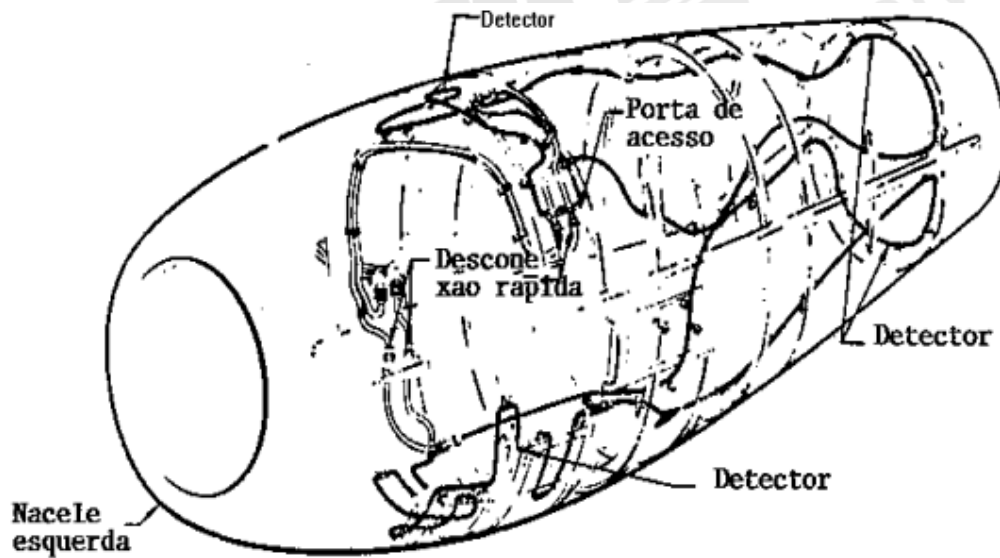 Detector
Porta de
acesso
Descone
xao rapida
Detector
Detector
Nacele
esquerda